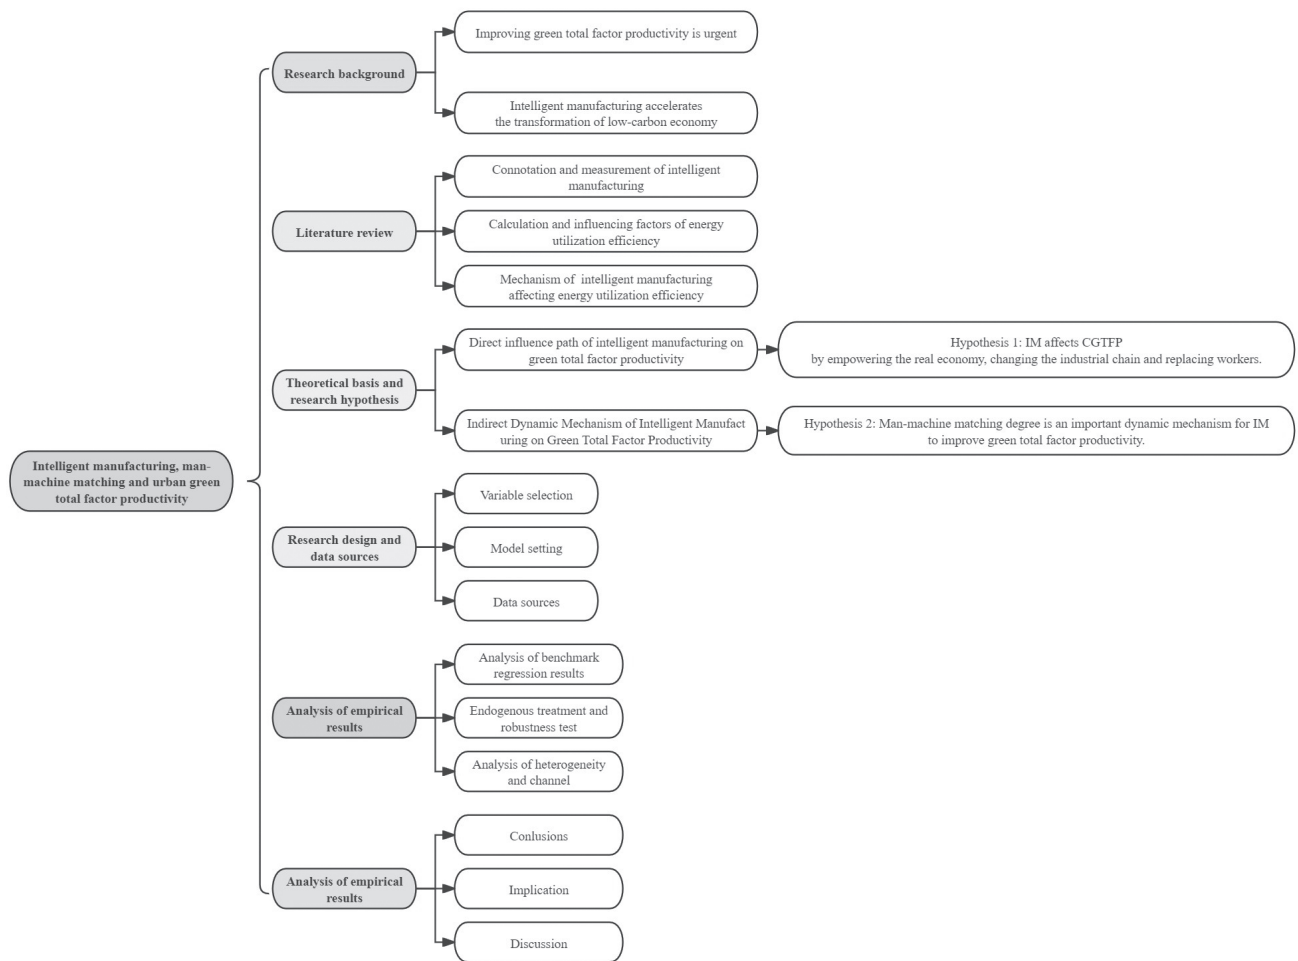 Intelligent manufacturing, man-
machine matching and urban green
total factor productivity
Research background
Improving green total factor productivity is urgent
Intelligent manufacturing accelerates
the transformation of low-carbon economy
Literature review
Connotation and measurement of intelligent
manufacturing
Calculation and influencing factors of energy
utilization efficiency
Mechanism of intelligent manufacturing
affecting energy utilization efficiency
Theoretical basis and
research hypothesis
Direct influence path of intelligent manufacturing on
green total factor productivity
Hypothesis 1: IM affects CGTFP
by empowering the real economy, changing the industrial chain and replacing workers.
Indirect Dynamic Mechanism of Intelligent Manufact
uring on Green Total Factor Productivity
Hypothesis 2: Man-machine matching degree is an important dynamic mechanism for IM
to improve green total factor productivity.
Research design and
data sources
Variable selection
Model setting
Data sources
Analysis of empirical
results
Analysis of benchmark
regression results
Endogenous treatment and
robustness test
Analysis of heterogeneity
and channel
Analysis of empirical
results
Conlusions
Implication
Discussion